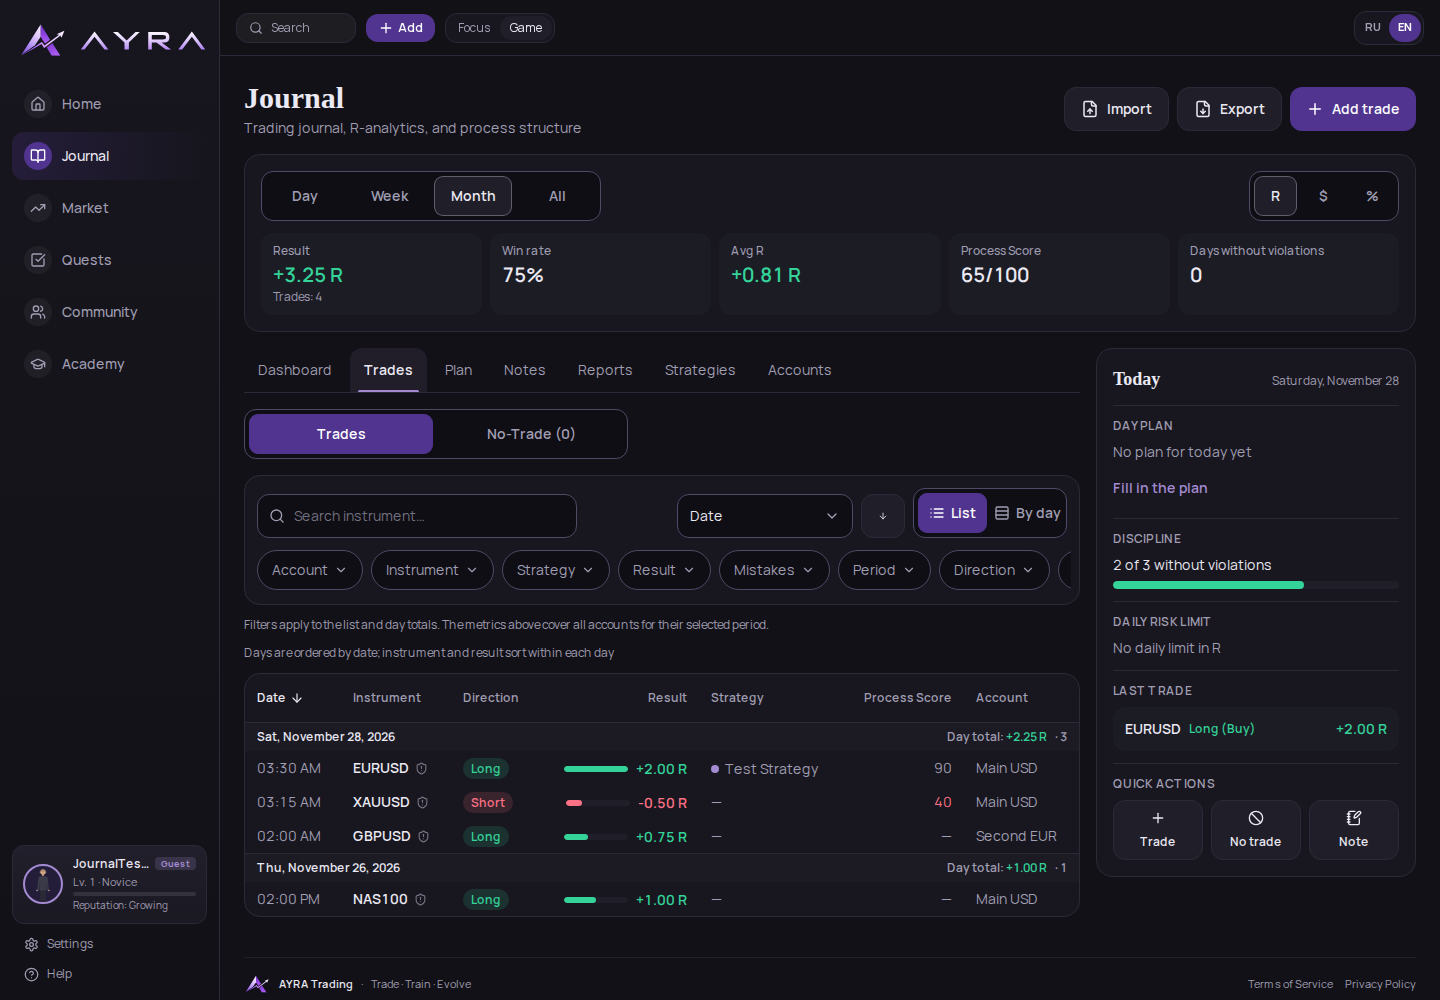 AYRA
Search
Add
Focus
Game
RU
EN
Home
Journal
Market
Quests
Community
Academy
JournalTes...
Guest
Lv. 1 · Novice
Reputation: Growing
Settings
Help
Journal
Trading journal, R-analytics, and process structure
Import
Export
Add trade
Day
Week
Month
All
R
$
%
Result
+3.25 R
Trades: 4
Win rate
75%
Avg R
+0.81 R
Process Score
65/100
Days without violations
0
Dashboard
Trades
Plan
Notes
Reports
Strategies
Accounts
Trades
No-Trade (0)
Search instrument...
Date
List
By day
Account
Instrument
Strategy
Result
Mistakes
Period
Direction
Filters apply to the list and day totals. The metrics above cover all accounts for their selected period.
Days are ordered by date; instrument and result sort within each day
Date Instrument Direction Result Strategy Process Score Account
Sat, November 28, 2026 Day total: +2.25 R · 3
03:30 AM EURUSD Long +2.00 R Test Strategy 90 Main USD
03:15 AM XAUUSD Short -0.50 R — 40 Main USD
02:00 AM GBPUSD Long +0.75 R — — Second EUR
Thu, November 26, 2026 Day total: +1.00 R · 1
02:00 PM NAS100 Long +1.00 R — — Main USD
Today
Saturday, November 28
DAY PLAN
No plan for today yet
Fill in the plan
DISCIPLINE
2 of 3 without violations
DAILY RISK LIMIT
No daily limit in R
LAST TRADE
EURUSD Long (Buy) +2.00 R
QUICK ACTIONS
Trade
No trade
Note
AYRA Trading · Trade · Train · Evolve
Terms of Service
Privacy Policy